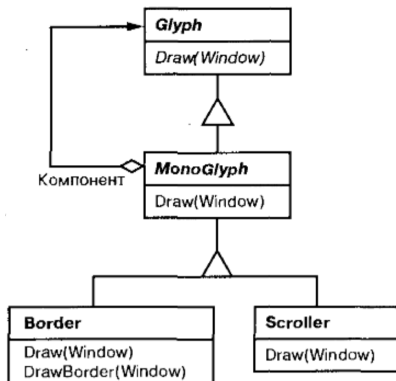 Glyph
Draw(Window)
Компонент
MonoGlyph
Draw(Window)
Border
Draw(Window)
DrawBorder(Window)
Scroller
Draw(Window)